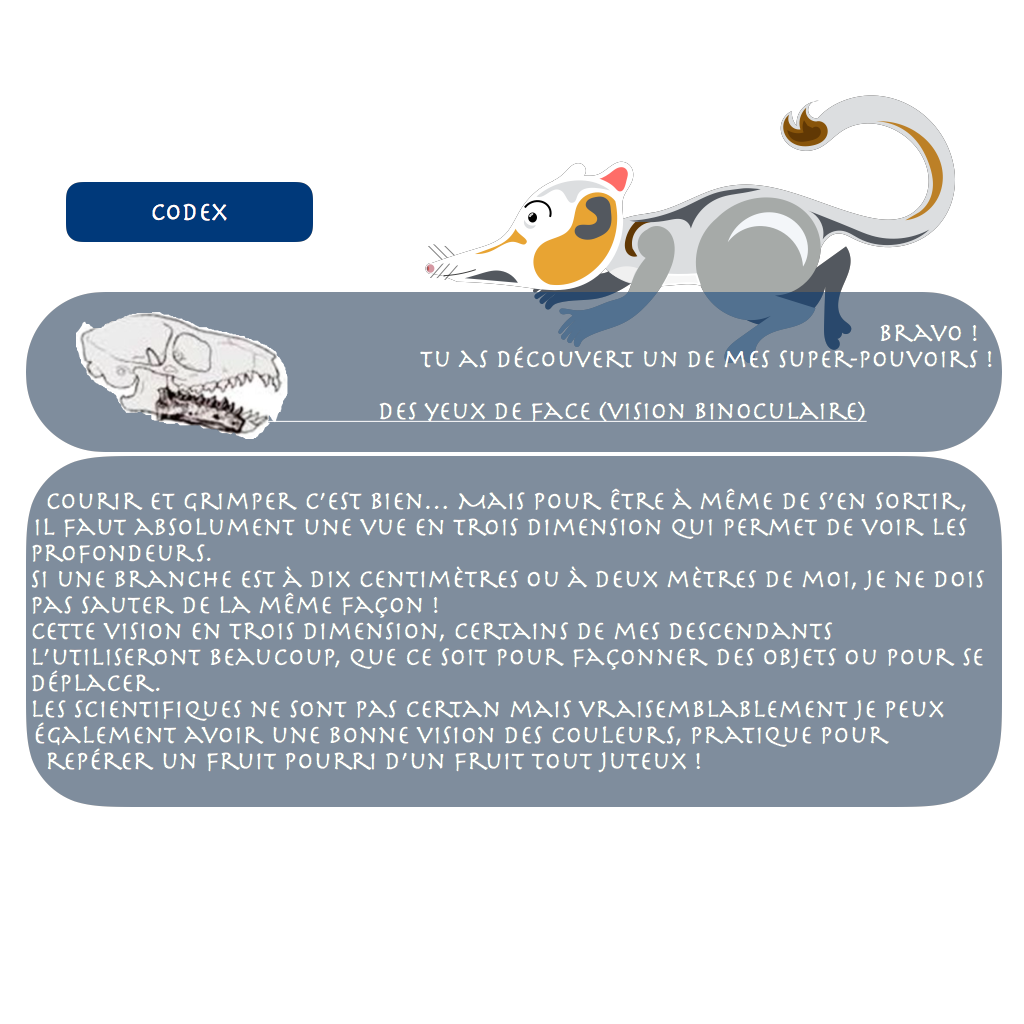 CODEX
BRAVO !
TU AS DÉCOUVERT UN DE MES SUPER-POUVOIRS !
DES YEUX DE FACE (VISION BINOCULAIRE)
COURIR ET GRIMPER C'EST BIEN... MAIS POUR ÊTRE À MÊME DE S'EN SORTIR,
IL FAUT ABSOLUMENT UNE VUE EN TROIS DIMENSION QUI PERMET DE VOIR LES
PROFONDEURS.
SI UNE BRANCHE EST À DIX CENTIMÈTRES OU À DEUX MÈTRES DE MOI, JE NE DOIS
PAS SAUTER DE LA MÊME FAÇON !
CETTE VISION EN TROIS DIMENSION, CERTAINS DE MES DESCENDANTS
L'UTILISERONT BEAUCOUP, QUE CE SOIT POUR FAÇONNER DES OBJETS OU POUR SE
DÉPLACER.
LES SCIENTIFIQUES NE SONT PAS CERTAN MAIS VRAISEMBLABLEMENT JE PEUX
ÉGALEMENT AVOIR UNE BONNE VISION DES COULEURS, PRATIQUE POUR
REPÉRER UN FRUIT POURRI D'UN FRUIT TOUT JUTEUX !